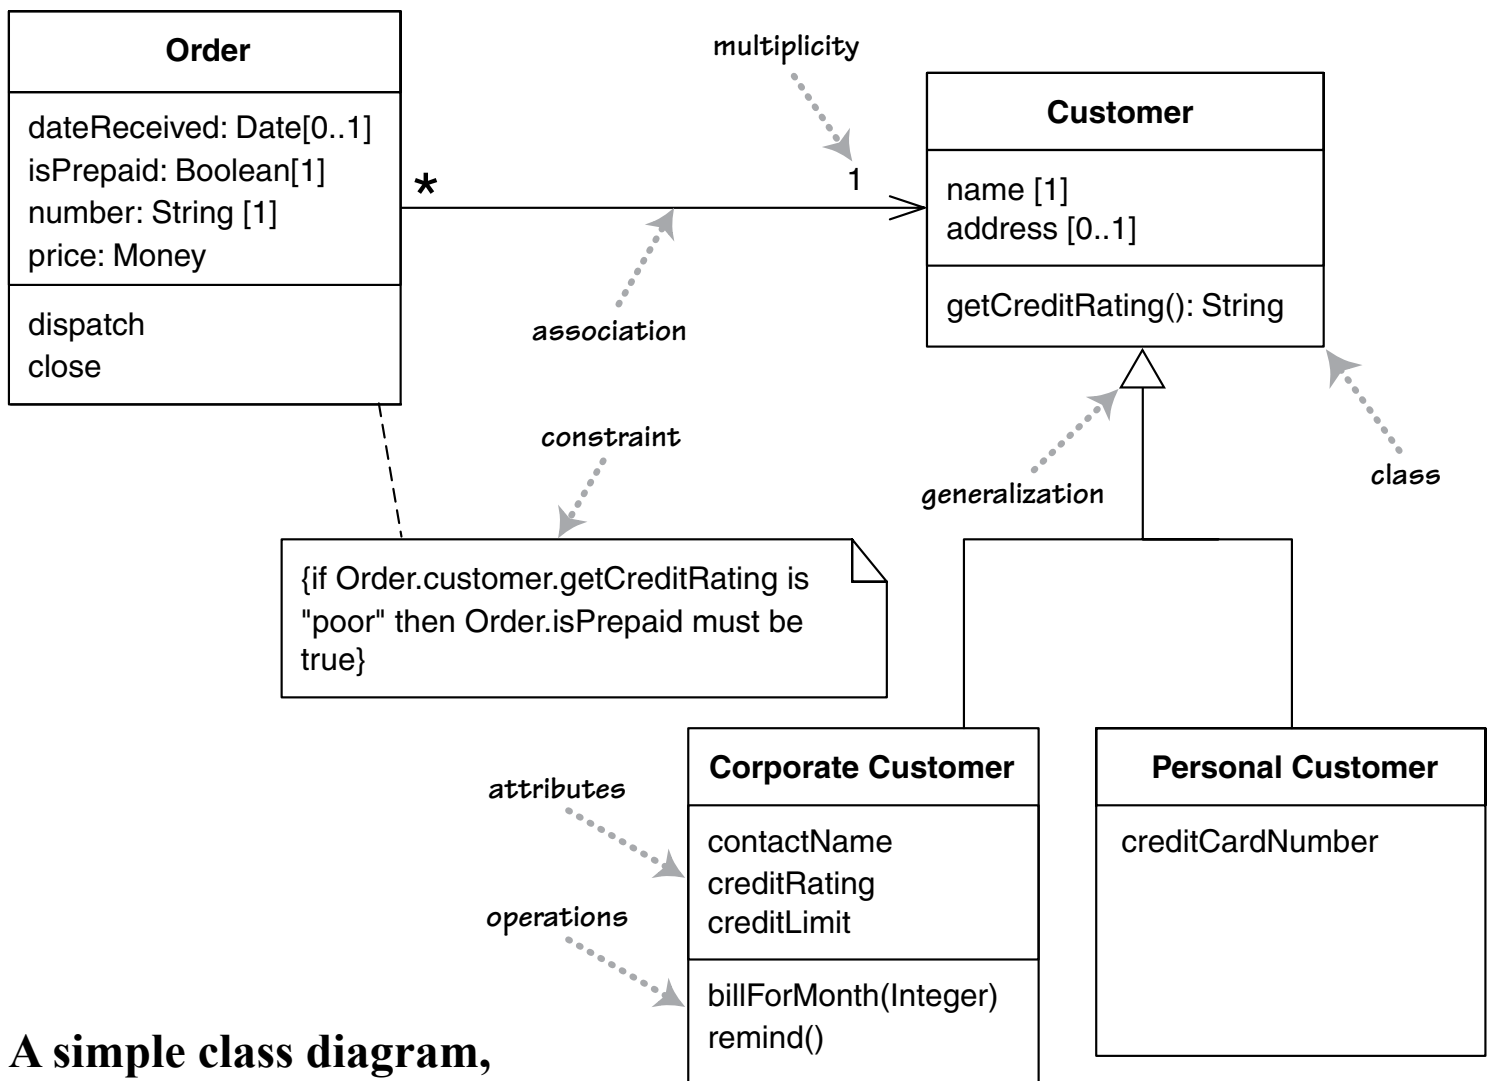 Order
dateReceived: Date[0..1]
isPrepaid: Boolean[1]
number: String [1]
price: Money
dispatch
close
*
multiplicity
1
association
Customer
name [1]
address [0..1]
getCreditRating(): String
constraint
generalization
class
{if Order.customer.getCreditRating is
"poor" then Order.isPrepaid must be
true}
attributes
operations
Corporate Customer
contactName
creditRating
creditLimit
billForMonth(Integer)
remind()
Personal Customer
creditCardNumber
A simple class diagram,